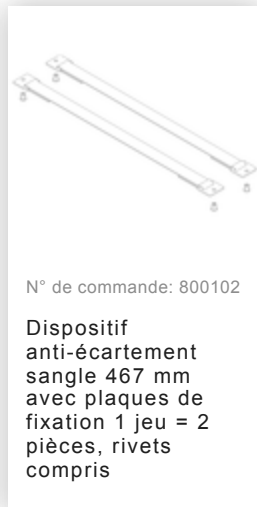 N° de commande: 800102
Dispositif
anti-écartement
sangle 467 mm
avec plaques de
fixation 1 jeu = 2
pièces, rivets
compris